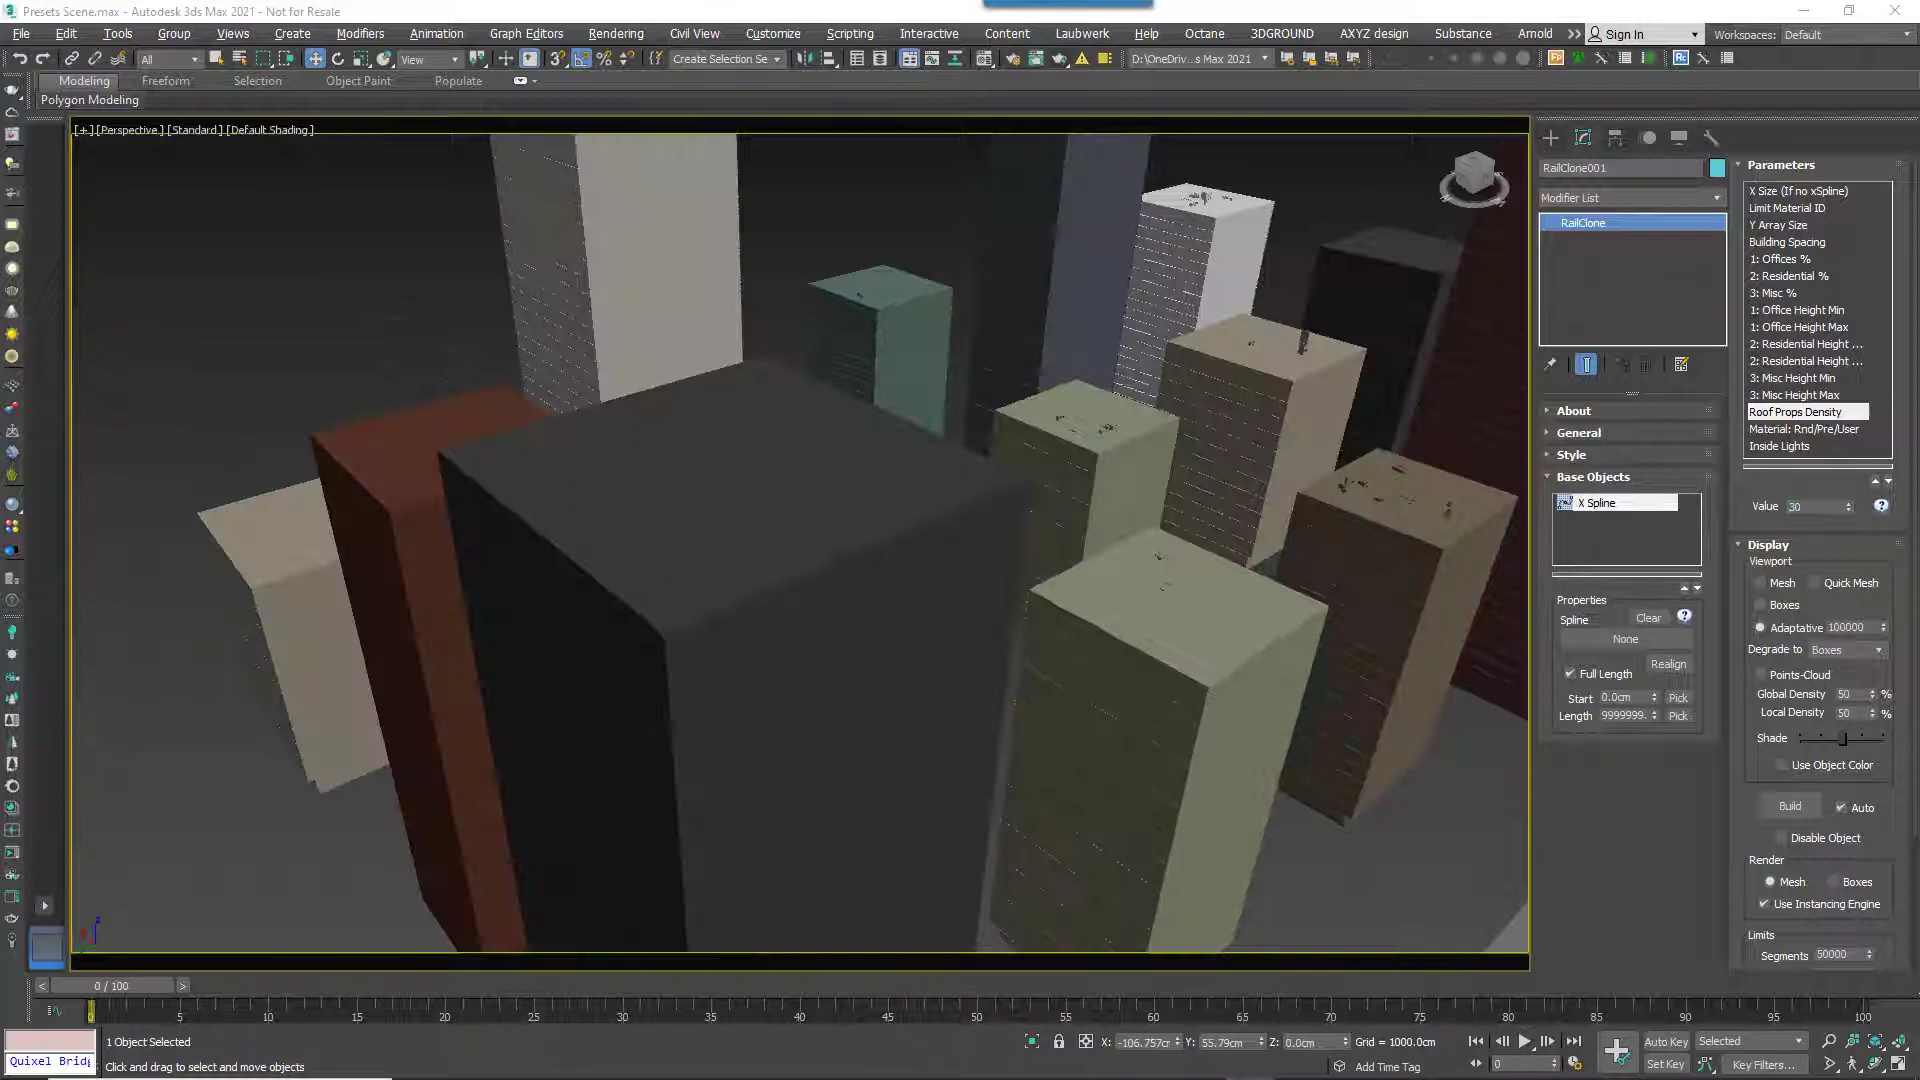 Presets Scene.max - Autodesk 3ds Max 2021 - Not for Resale
File Edit Tools Group Views Create Modifiers Animation Graph Editors Rendering Civil View Customize Scripting Interactive Content Laubwerk Help Octane 3DGROUND AXYZ design Substance Arnold Sign In Workspaces: Default
All View Create Selection Se D:\OneDriv...s Max 2021
Modeling Freeform Selection Object Paint Populate
Polygon Modeling
[+] [Perspective ] [Standard ] [Default Shading ]
RailClone001
Modifier List
RailClone
About
General
Style
Base Objects
X Spline
Properties
Spline Clear
None
Realign
Full Length
Start 0.0cm Pick
Length 9999999. Pick
Parameters
X Size (If no xSpline)
Limit Material ID
Y Array Size
Building Spacing
1: Offices %
2: Residential %
3: Misc %
1: Office Height Min
1: Office Height Max
2: Residential Height ...
2: Residential Height ...
3: Misc Height Min
3: Misc Height Max
Roof Props Density
Material: Rnd/Pre/User
Inside Lights
Value 30
Display
Viewport
Mesh Quick Mesh
Boxes
Adaptative 100000
Degrade to Boxes
Points-Cloud
Global Density 50 %
Local Density 50 %
Shade
Use Object Color
Build Auto
Disable Object
Render
Mesh Boxes
Use Instancing Engine
Limits
Segments 50000
0 / 100
0 5 10 15 20 25 30 35 40 45 50 55 60 65 70 75 80 85 90 95 100
1 Object Selected
X: -106.757cr Y: 55.79cm Z: 0.0cm Grid = 1000.0cm
Auto Key Selected
Quixel Bridg
Click and drag to select and move objects
Add Time Tag
0
Set Key Key Filters...